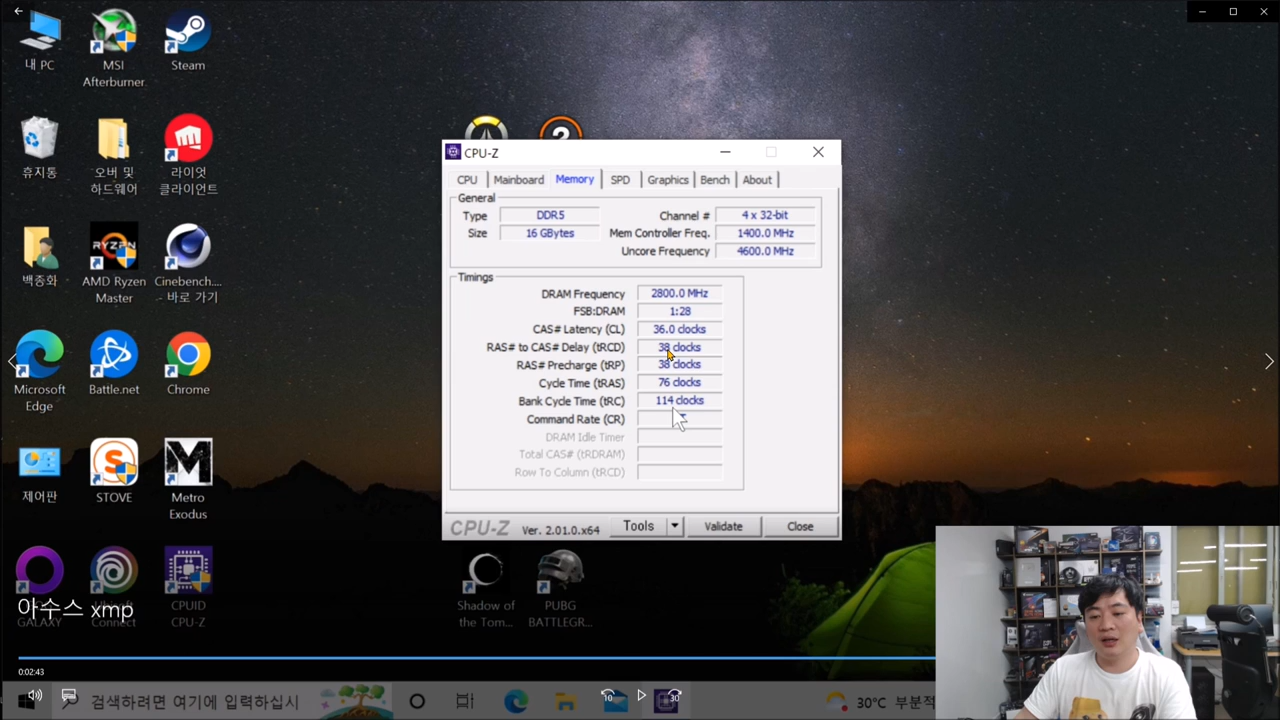 내 PC
MSI
Afterburner
Steam
휴지통
오버 및
하드웨어
라이엇
클라이언트
백종화
RYZEN
AMD Ryzen
Master
Cinebench....
- 바로 가기
Microsoft
Edge
Battle.net
Chrome
제어판
STOVE
Metro
Exodus
GALAXY
Connect
CPUID
CPU-Z
아수스 xmp
0:02:43
CPU-Z
CPU Mainboard Memory SPD Graphics Bench About
General
Type DDR5 Channel # 4 x 32-bit
Size 16 GBytes Mem Controller Freq. 1400.0 MHz
Uncore Frequency 4600.0 MHz
Timings
DRAM Frequency 2800.0 MHz
FSB:DRAM 1:28
CAS# Latency (CL) 36.0 clocks
RAS# to CAS# Delay (tRCD) 38 clocks
RAS# Precharge (tRP) 38 clocks
Cycle Time (tRAS) 76 clocks
Bank Cycle Time (tRC) 114 clocks
Command Rate (CR)
DRAM Idle Timer
Total CAS# (tRDRAM)
Row To Column (tRCD)
CPU-Z Ver. 2.01.0.x64 Tools Validate Close
Shadow of
the Tom...
PUBG
BATTLEGR...
검색하려면 여기에 입력하십시
10
30
30°C 부분적